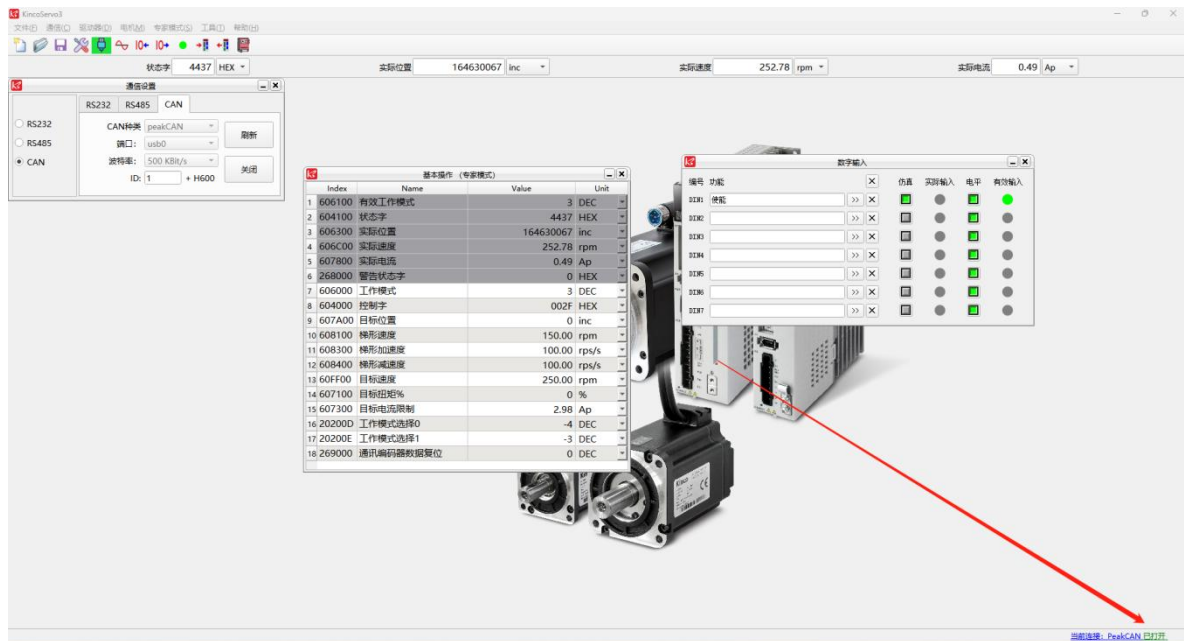 KincoServo3
文件(F) 通信(C) 驱动器(D) 电机(M) 专家模式(S) 工具(T) 帮助(H)
状态字 4437 HEX 实际位置 164630067 inc 实际速度 252.78 rpm 实际电流 0.49 Ap
通信设置
RS232 RS485 CAN
RS232
RS485
CAN
CAN种类 peakCAN
端口: usb0
波特率: 500 KBit/s
ID: 1 + H600
刷新
关闭
基本操作 (专家模式)
Index Name Value Unit
1 606100 有效工作模式 3 DEC
2 604100 状态字 4437 HEX
3 606300 实际位置 164630067 inc
4 606C00 实际速度 252.78 rpm
5 607800 实际电流 0.49 Ap
6 268000 警告状态字 0 HEX
7 606000 工作模式 3 DEC
8 604000 控制字 002F HEX
9 607A00 目标位置 0 inc
10 608100 梯形速度 150.00 rpm
11 608300 梯形加速度 100.00 rps/s
12 608400 梯形减速度 100.00 rps/s
13 60FF00 目标速度 250.00 rpm
14 607100 目标扭矩% 0 %
15 607300 目标电流限制 2.98 Ap
16 20200D 工作模式选择0 -4 DEC
17 20200E 工作模式选择1 -3 DEC
18 269000 通讯编码器数据复位 0 DEC
数字输入
编号 功能 仿真 实际输入 电平 有效输入
DIN1 使能 >>
DIN2 >>
DIN3 >>
DIN4 >>
DIN5 >>
DIN6 >>
DIN7 >>
Kinco
当前连接: PeakCAN 已打开